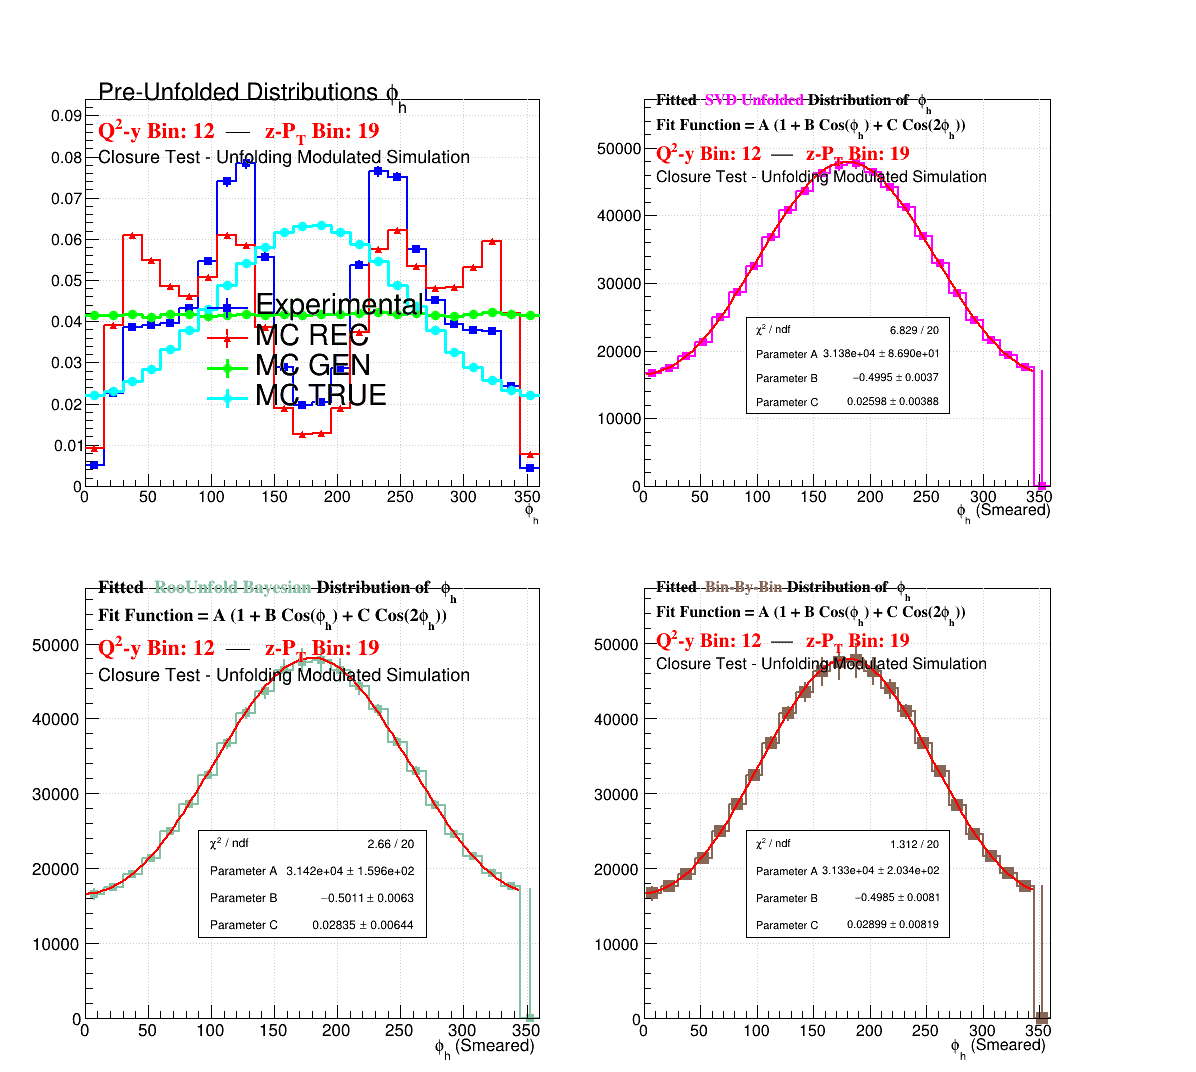 Pre-Unfolded Distributions ϕh
Q2-y Bin: 12 — z-PT Bin: 19
Closure Test - Unfolding Modulated Simulation
0.09
0.08
0.07
0.06
0.05
0.04
0.03
0.02
0.01
0
Experimental
MC REC
MC GEN
MC TRUE
0 50 100 150 200 250 300 350
ϕh
Fitted SVD Unfolded Distribution of ϕh
Fit Function = A (1 + B Cos(ϕh) + C Cos(2ϕh))
Q2-y Bin: 12 — z-PT Bin: 19
Closure Test - Unfolding Modulated Simulation
50000
40000
30000
20000
10000
0
χ2 / ndf 6.829 / 20
Parameter A 3.138e+04 ± 8.690e+01
Parameter B −0.4995 ± 0.0037
Parameter C 0.02598 ± 0.00388
0 50 100 150 200 250 300 350
ϕh (Smeared)
Fitted RooUnfold Bayesian Distribution of ϕh
Fit Function = A (1 + B Cos(ϕh) + C Cos(2ϕh))
Q2-y Bin: 12 — z-PT Bin: 19
Closure Test - Unfolding Modulated Simulation
50000
40000
30000
20000
10000
0
χ2 / ndf 2.66 / 20
Parameter A 3.142e+04 ± 1.596e+02
Parameter B −0.5011 ± 0.0063
Parameter C 0.02835 ± 0.00644
0 50 100 150 200 250 300 350
ϕh (Smeared)
Fitted Bin-By-Bin Distribution of ϕh
Fit Function = A (1 + B Cos(ϕh) + C Cos(2ϕh))
Q2-y Bin: 12 — z-PT Bin: 19
Closure Test - Unfolding Modulated Simulation
50000
40000
30000
20000
10000
0
χ2 / ndf 1.312 / 20
Parameter A 3.133e+04 ± 2.034e+02
Parameter B −0.4985 ± 0.0081
Parameter C 0.02899 ± 0.00819
0 50 100 150 200 250 300 350
ϕh (Smeared)